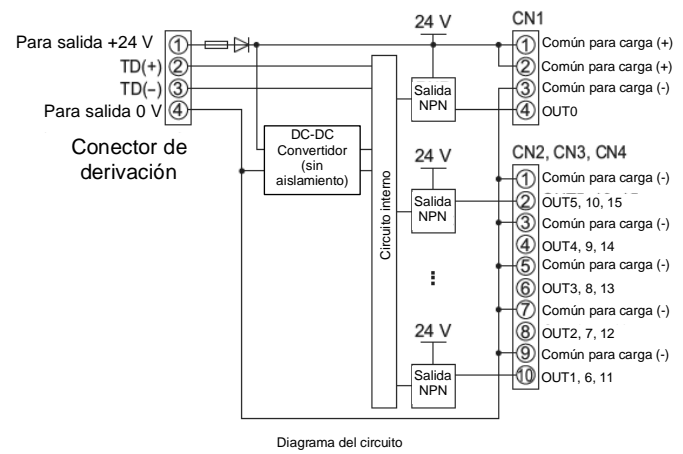 Para salida +24 V
TD(+)
TD(−)
Para salida 0 V
1
2
3
4
Conector de
derivación
DC-DC
Convertidor
(sin
aislamiento)
Circuito interno
24 V
Salida
NPN
24 V
Salida
NPN
24 V
Salida
NPN
CN1
1 Común para carga (+)
2 Común para carga (+)
3 Común para carga (-)
4 OUT0
CN2, CN3, CN4
1 Común para carga (-)
2 OUT5, 10, 15
3 Común para carga (-)
4 OUT4, 9, 14
5 Común para carga (-)
6 OUT3, 8, 13
7 Común para carga (-)
8 OUT2, 7, 12
9 Común para carga (-)
10 OUT1, 6, 11
Diagrama del circuito